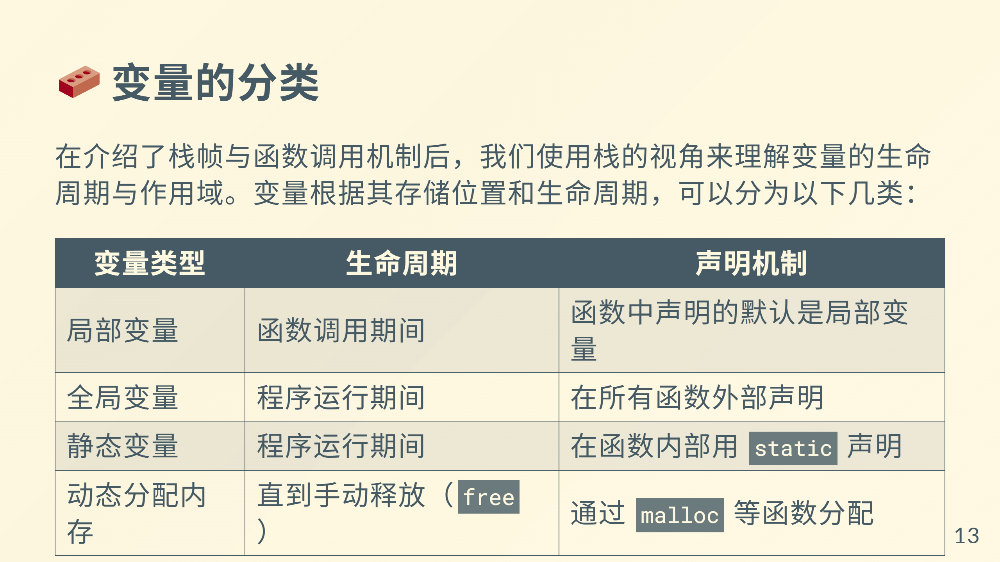 变量的分类
在介绍了栈帧与函数调用机制后，我们使用栈的视角来理解变量的生命
周期与作用域。变量根据其存储位置和生命周期，可以分为以下几类：
变量类型 生命周期 声明机制
局部变量 函数调用期间 函数中声明的默认是局部变
量
全局变量 程序运行期间 在所有函数外部声明
静态变量 程序运行期间 在函数内部用 static 声明
动态分配内
存
直到手动释放（free
）
通过 malloc 等函数分配
13